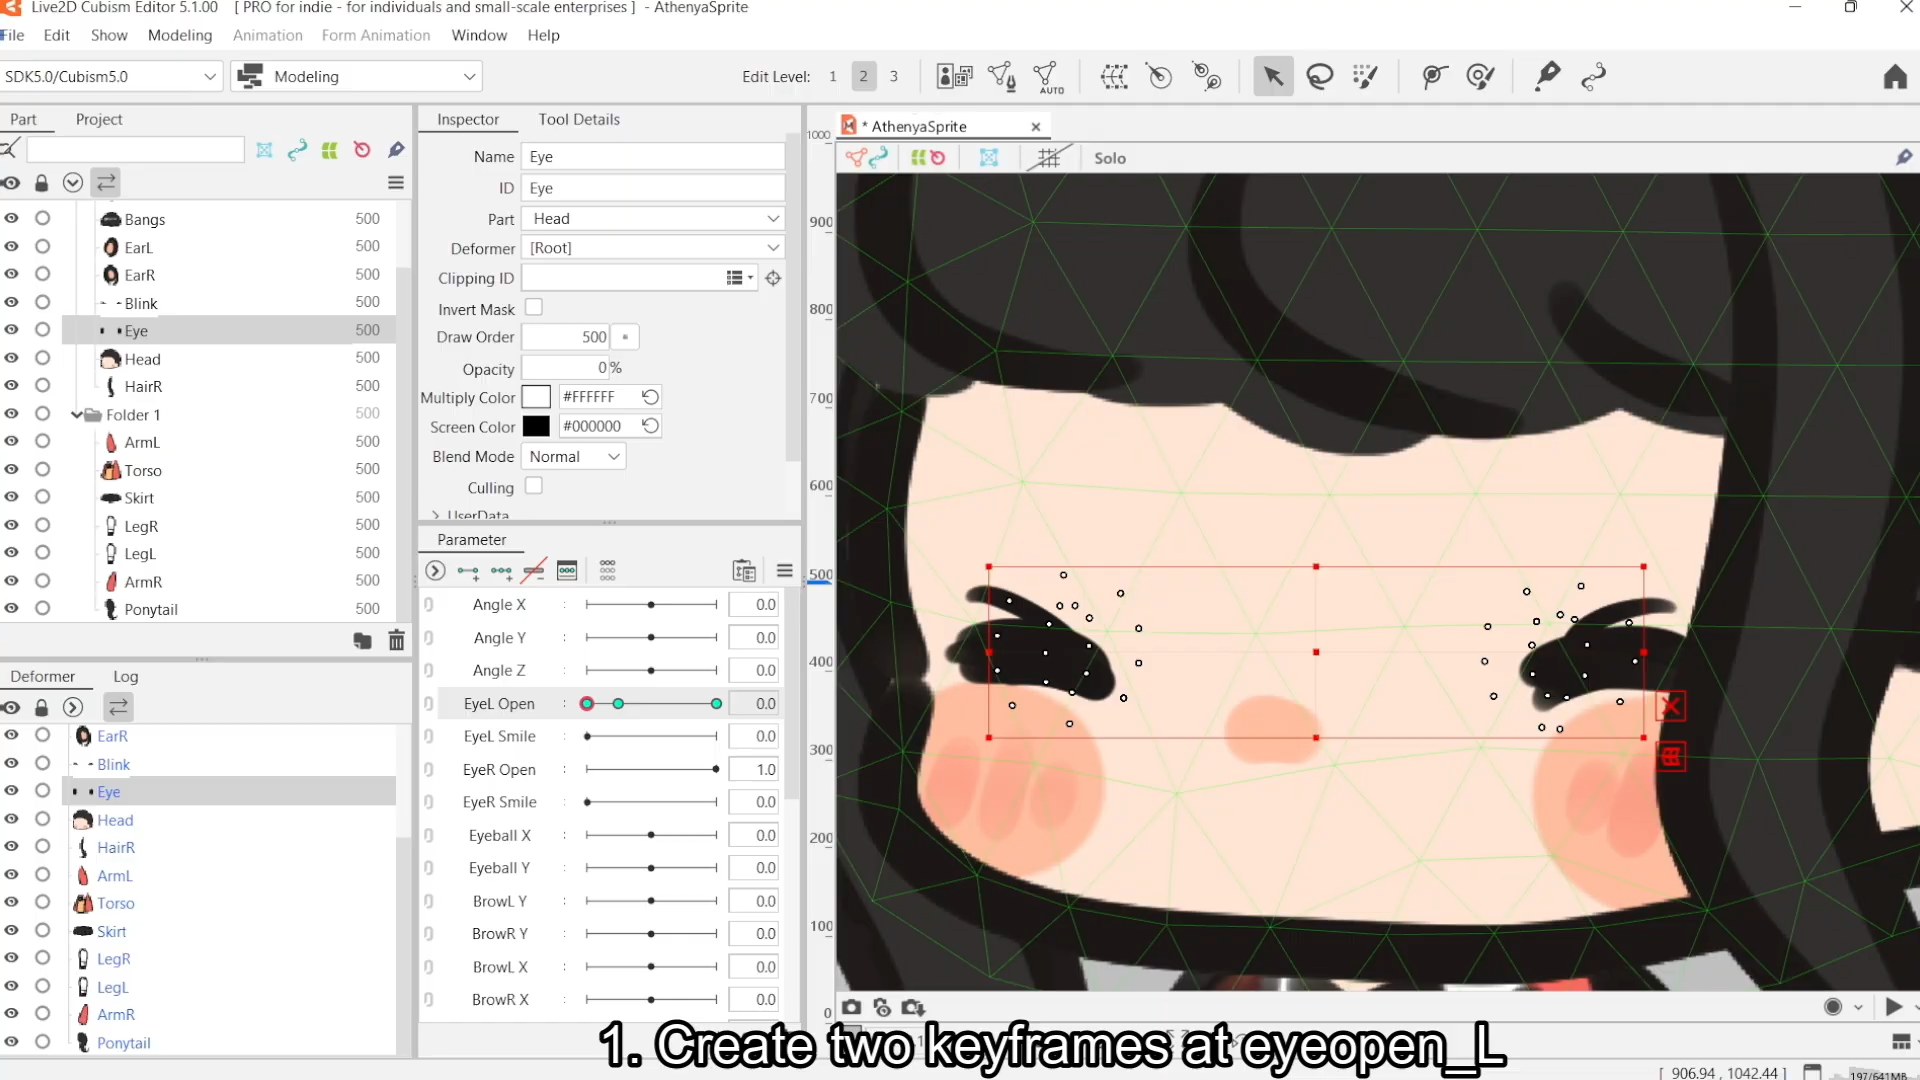 Live2D Cubism Editor 5.1.00 [ PRO for indie - for individuals and small-scale enterprises ] - AthenyaSprite
File Edit Show Modeling Animation Form Animation Window Help
SDK5.0/Cubism5.0 Modeling Edit Level: 1 2 3 AUTO
Part Project
Bangs 500
EarL 500
EarR 500
Blink 500
Eye 500
Head 500
HairR 500
Folder 1 500
ArmL 500
Torso 500
Skirt 500
LegR 500
LegL 500
ArmR 500
Ponytail 500
Deformer Log
EarR
Blink
Eye
Head
HairR
ArmL
Torso
Skirt
LegR
LegL
ArmR
Ponytail
Inspector Tool Details
Name Eye
ID Eye
Part Head
Deformer [Root]
Clipping ID
Invert Mask
Draw Order 500
Opacity 0 %
Multiply Color #FFFFFF
Screen Color #000000
Blend Mode Normal
Culling
UserData
Parameter
Angle X : 0.0
Angle Y : 0.0
Angle Z : 0.0
EyeL Open : 0.0
EyeL Smile : 0.0
EyeR Open : 1.0
EyeR Smile : 0.0
Eyeball X : 0.0
Eyeball Y : 0.0
BrowL Y : 0.0
BrowR Y : 0.0
BrowL X : 0.0
BrowR X : 0.0
* AthenyaSprite
Solo
1000
900
800
700
600
500
400
300
200
100
0
1. Create two keyframes at eyeopen_L
[ 906.94 , 1042.44 ] 197/641MB